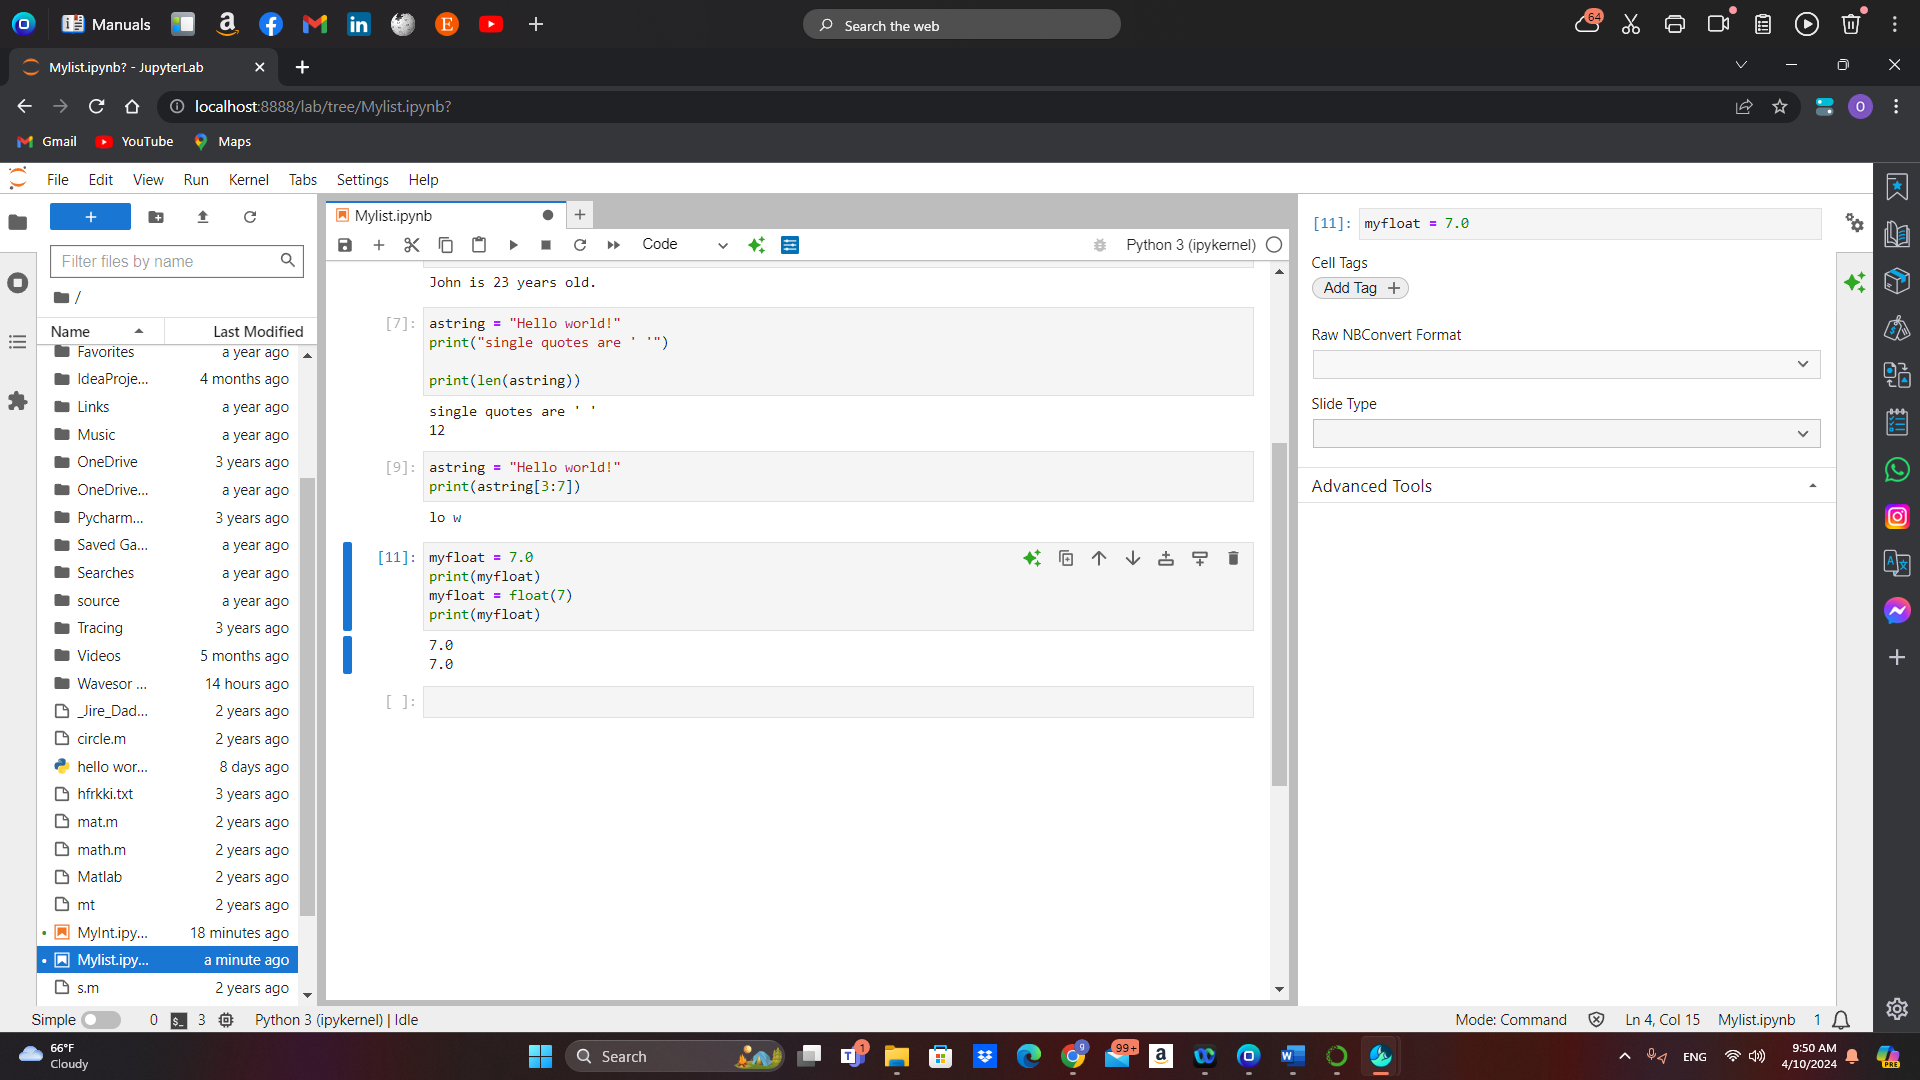 Manuals
Search the web
64
Mylist.ipynb? - JupyterLab
localhost:8888/lab/tree/Mylist.ipynb?
O
Gmail
YouTube
Maps
File Edit View Run Kernel Tabs Settings Help
Filter files by name
/
Name Last Modified
Favorites a year ago
IdeaProje... 4 months ago
Links a year ago
Music a year ago
OneDrive 3 years ago
OneDrive... a year ago
Pycharm... 3 years ago
Saved Ga... a year ago
Searches a year ago
source a year ago
Tracing 3 years ago
Videos 5 months ago
Wavesor ... 14 hours ago
_Jire_Dad... 2 years ago
circle.m 2 years ago
hello wor... 8 days ago
hfrkki.txt 3 years ago
mat.m 2 years ago
math.m 2 years ago
Matlab 2 years ago
mt 2 years ago
MyInt.ipy... 18 minutes ago
Mylist.ipy... a minute ago
s.m 2 years ago
Mylist.ipynb
Code
Python 3 (ipykernel)
John is 23 years old.
[7]: astring = "Hello world!"
print("single quotes are ' '")
print(len(astring))
single quotes are ' '
12
[9]: astring = "Hello world!"
print(astring[3:7])
lo w
[11]: myfloat = 7.0
print(myfloat)
myfloat = float(7)
print(myfloat)
7.0
7.0
[ ]:
[11]: myfloat = 7.0
Cell Tags
Add Tag
Raw NBConvert Format
Slide Type
Advanced Tools
Simple 0 3 Python 3 (ipykernel) | Idle
Mode: Command Ln 4, Col 15 Mylist.ipynb 1
66°F
Cloudy
Search
1
9
99+
ENG
9:50 AM
4/10/2024
PRE